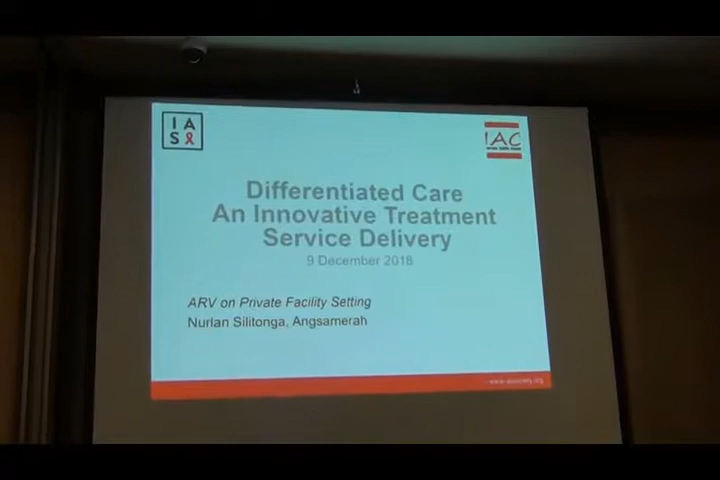 IAS
IAC
Differentiated Care
An Innovative Treatment
Service Delivery
9 December 2018
ARV on Private Facility Setting
Nurlan Silitonga, Angsamerah